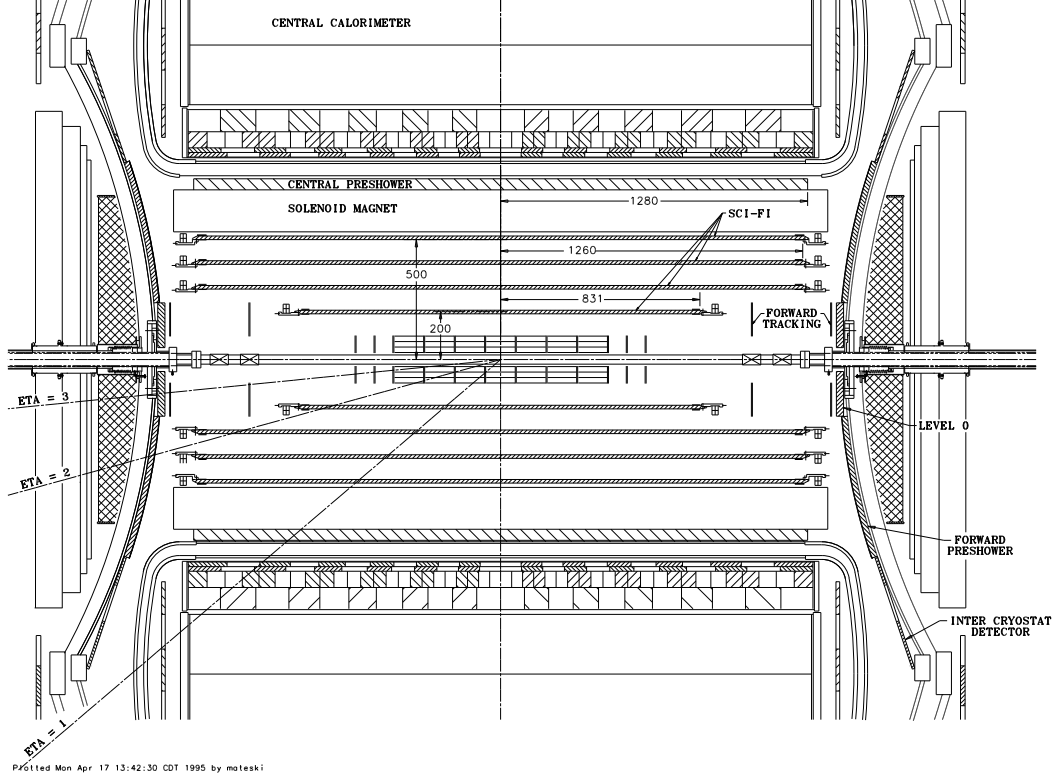 CENTRAL CALORIMETER
CENTRAL PRESHOWER
SOLENOID MAGNET
1280
SCI-FI
1260
500
831
200
FORWARD
TRACKING
ETA = 3
ETA = 2
LEVEL 0
FORWARD
PRESHOWER
INTER CRYOSTAT
DETECTOR
ETA = 1
Plotted Mon Apr 17 13:42:30 CDT 1995 by mateski